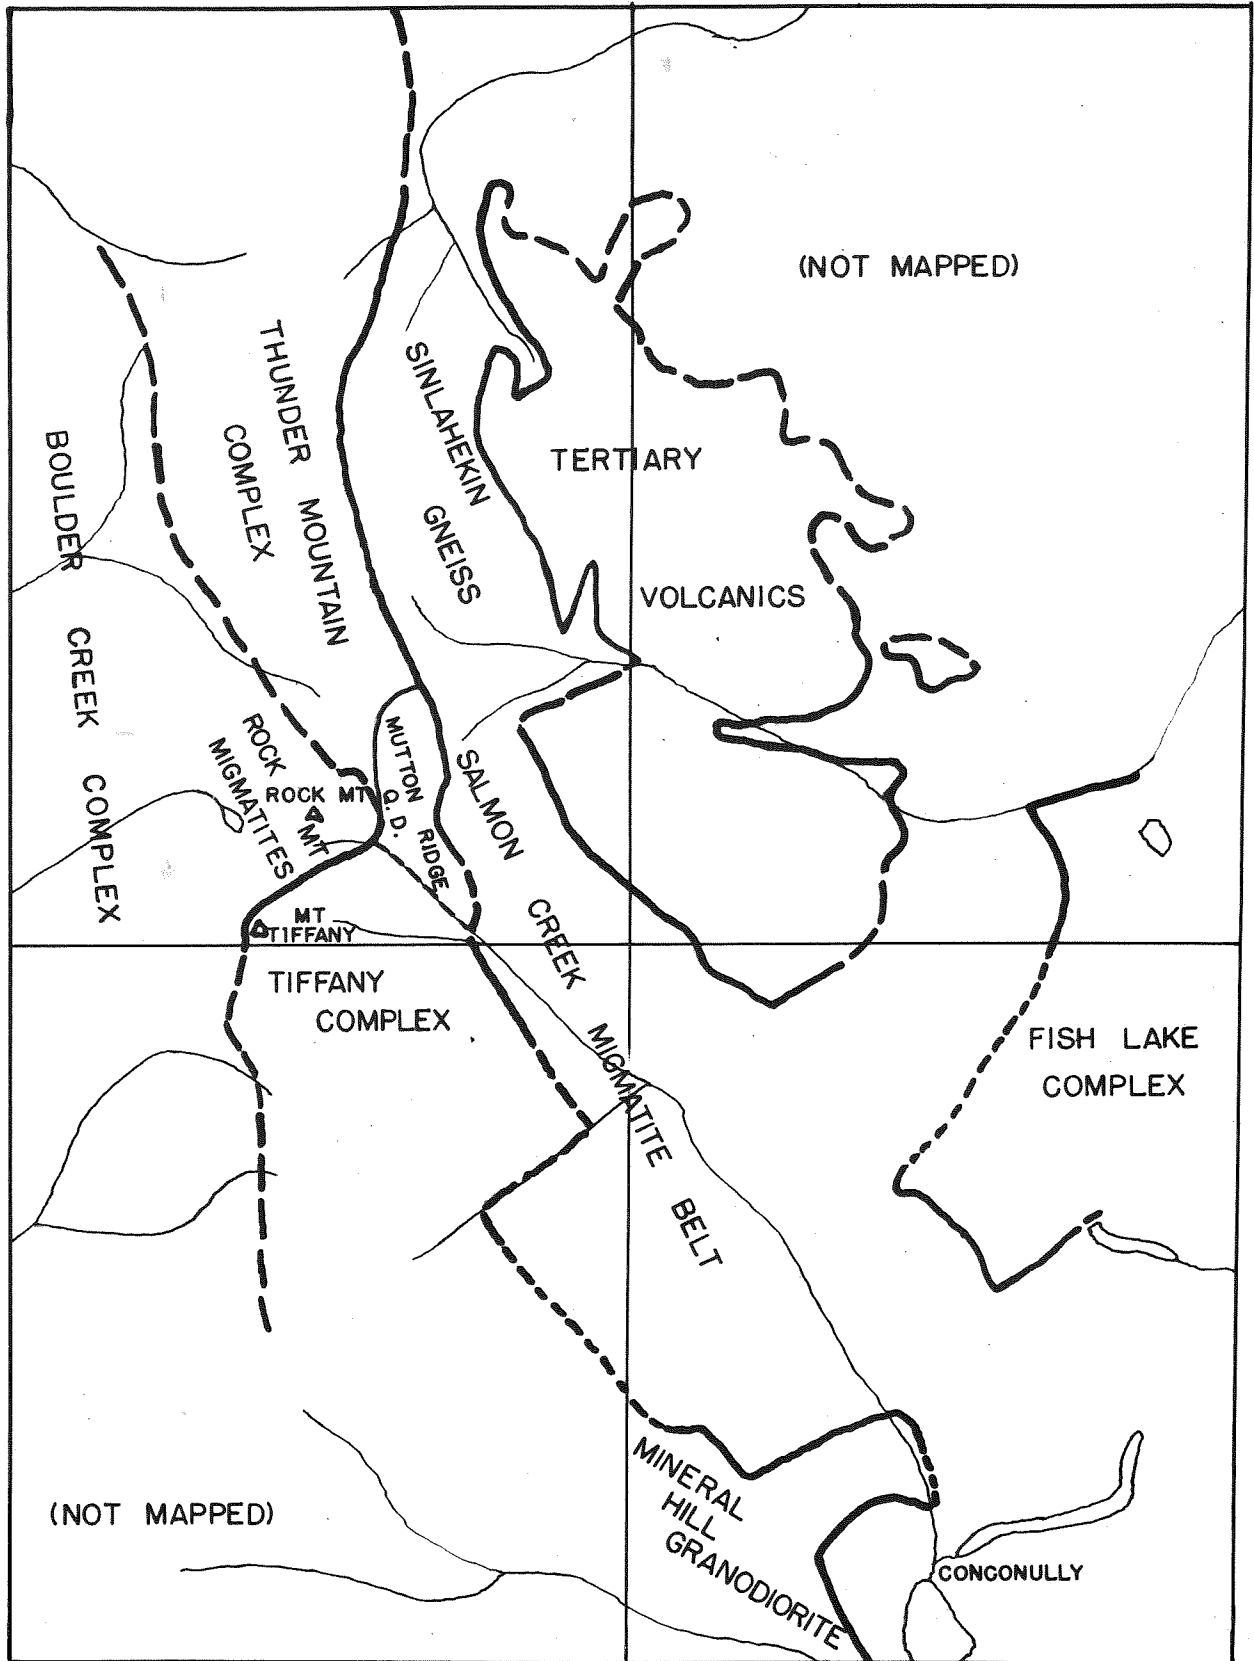 (NOT MAPPED)
THUNDER MOUNTAIN
COMPLEX
SINLAHEKIN
GNEISS
TERTIARY
VOLCANICS
BOULDER CREEK COMPLEX
ROCK MT
MIGMATITES
ROCK MT
MUTTON RIDGE
Q. D.
SALMON CREEK MIGMATITE BELT
MT
TIFFANY
TIFFANY
COMPLEX
FISH LAKE
COMPLEX
(NOT MAPPED)
MINERAL
HILL
GRANODIORITE
CONCONULLY